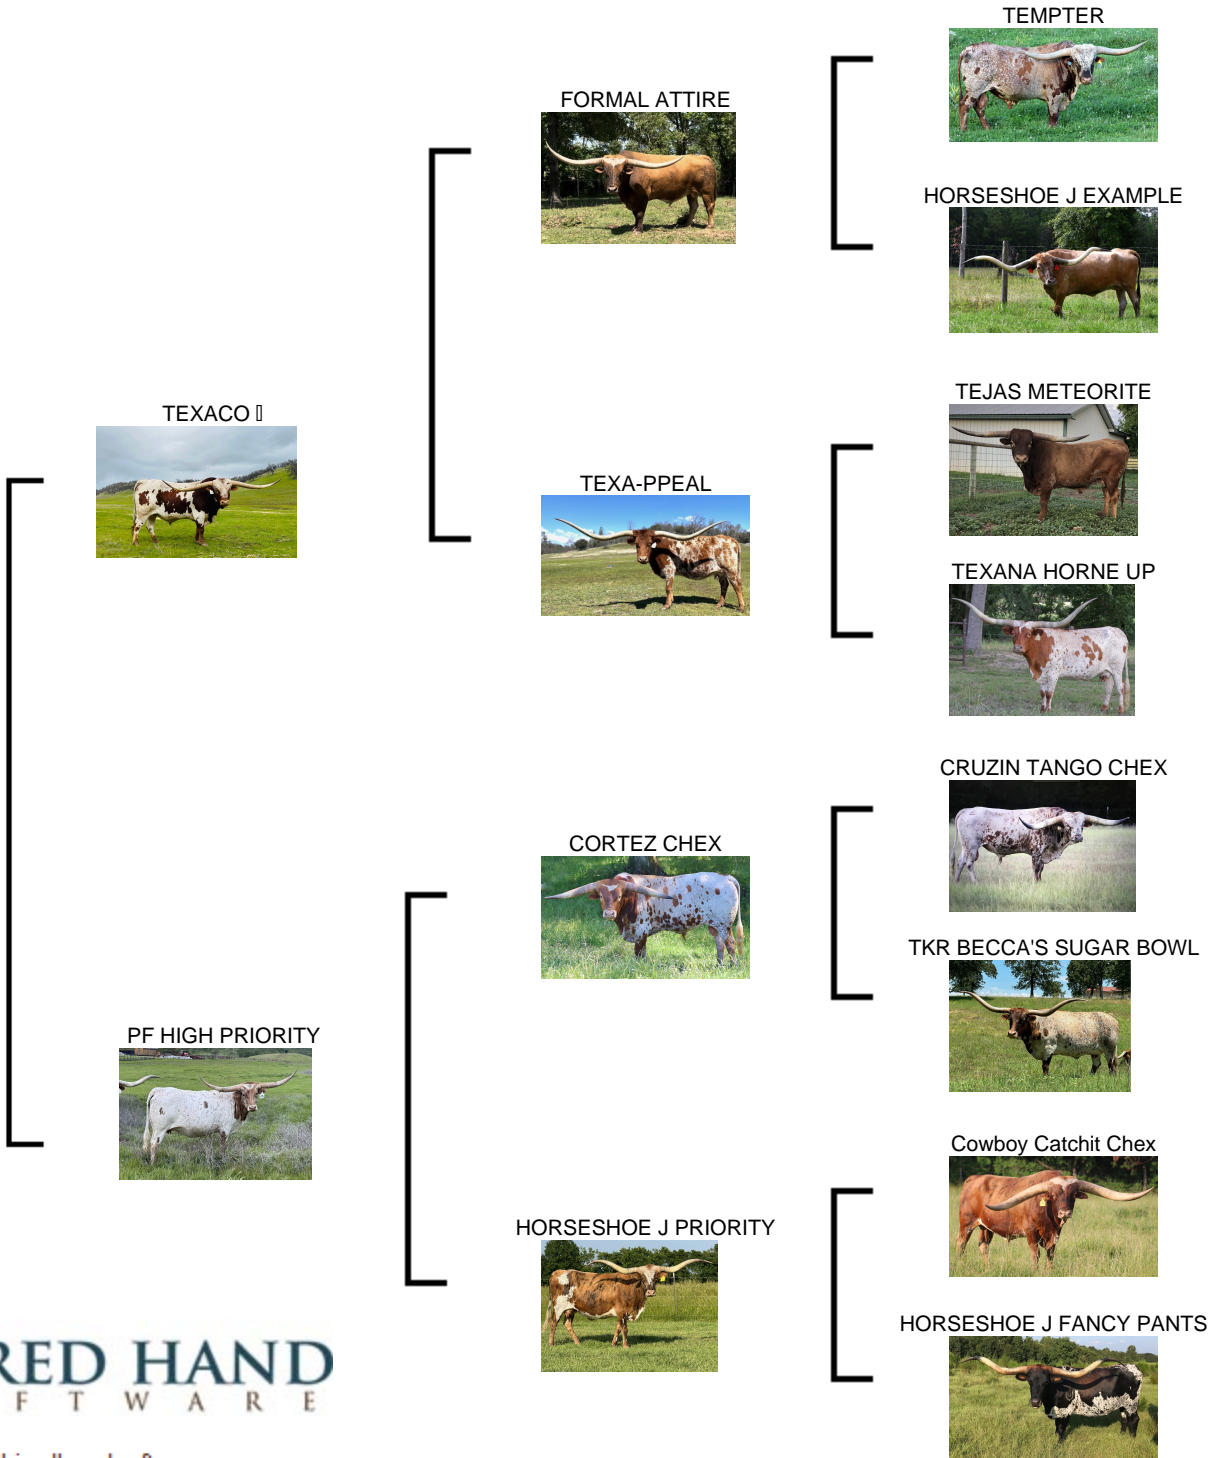 TEMPTER
FORMAL ATTIRE
HORSESHOE J EXAMPLE
TEJAS METEORITE
TEXACO
TEXA-PPEAL
TEXANA HORNE UP
CRUZIN TANGO CHEX
CORTEZ CHEX
TKR BECCA'S SUGAR BOWL
PF HIGH PRIORITY
Cowboy Catchit Chex
HORSESHOE J PRIORITY
HORSESHOE J FANCY PANTS
RED HAND
F T W A R E